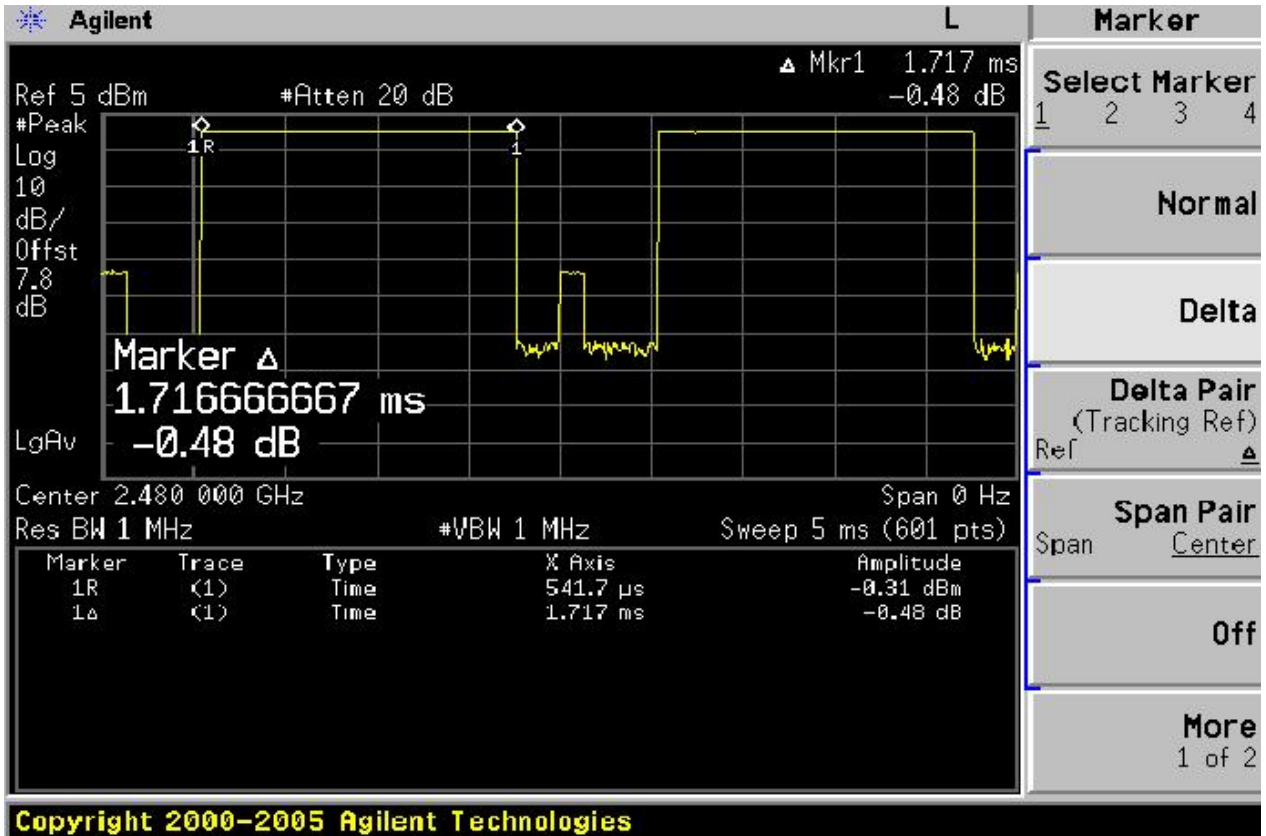 Agilent L Marker
Δ Mkr1 1.717 ms
Ref 5 dBm #Atten 20 dB -0.48 dB
#Peak
Log
10
dB/
Offst
7.8
dB
1R 1
Marker Δ
1.716666667 ms
-0.48 dB
LgAv
Center 2.480 000 GHz Span 0 Hz
Res BW 1 MHz #VBW 1 MHz Sweep 5 ms (601 pts)
Marker Trace Type X Axis Amplitude
1R (1) Time 541.7 µs -0.31 dBm
1Δ (1) Time 1.717 ms -0.48 dB
Select Marker
1 2 3 4
Normal
Delta
Delta Pair
(Tracking Ref)
Ref Δ
Span Pair
Span Center
Off
More
1 of 2
Copyright 2000-2005 Agilent Technologies